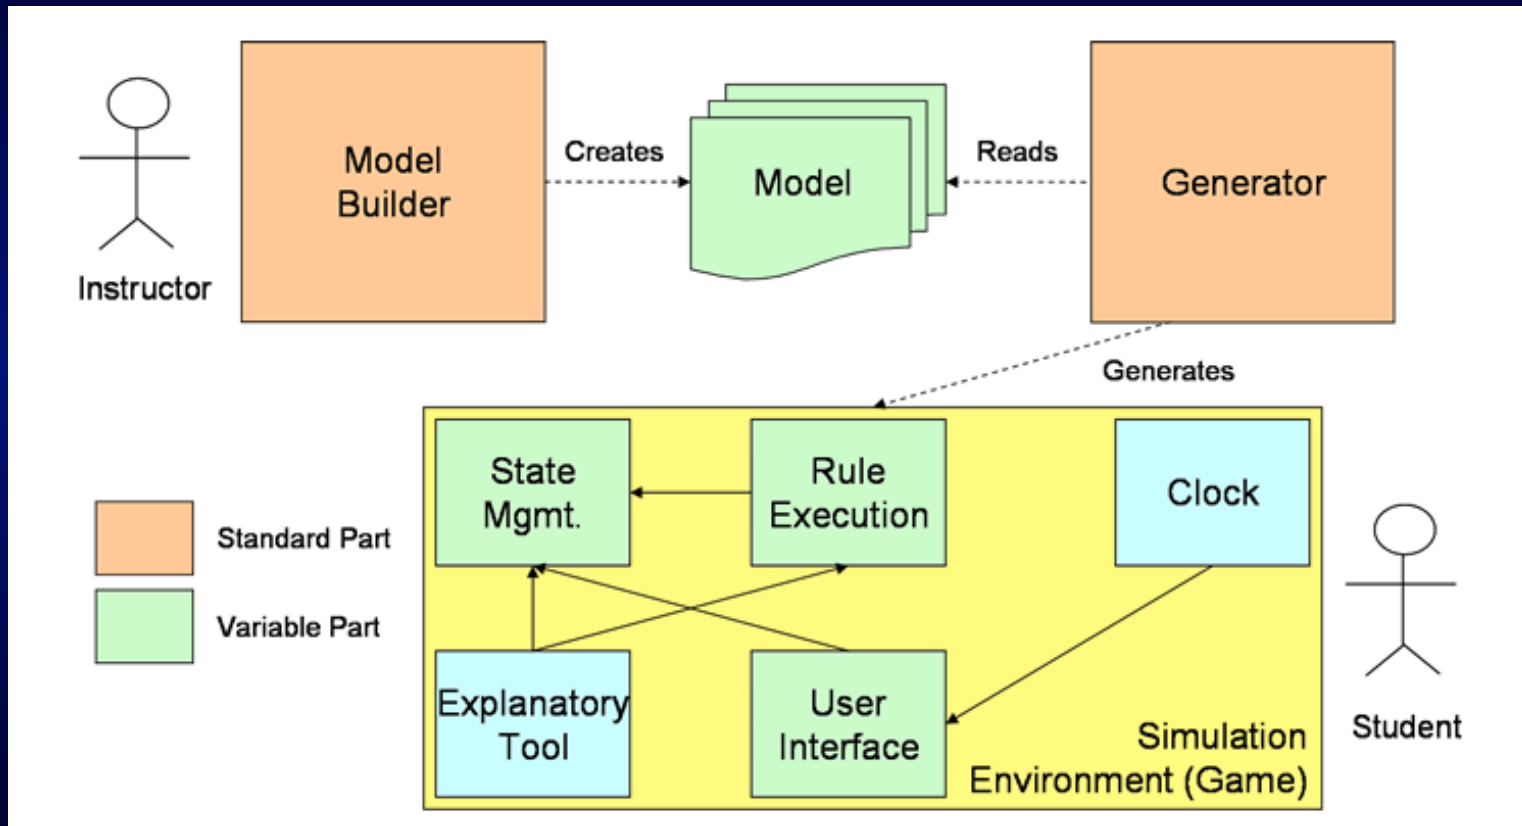 Model
Builder
Creates
Model
Reads
Generator
Instructor
Generates
State
Mgmt.
Rule
Execution
Clock
Standard Part
Variable Part
Explanatory
Tool
User
Interface
Simulation
Environment (Game)
Student